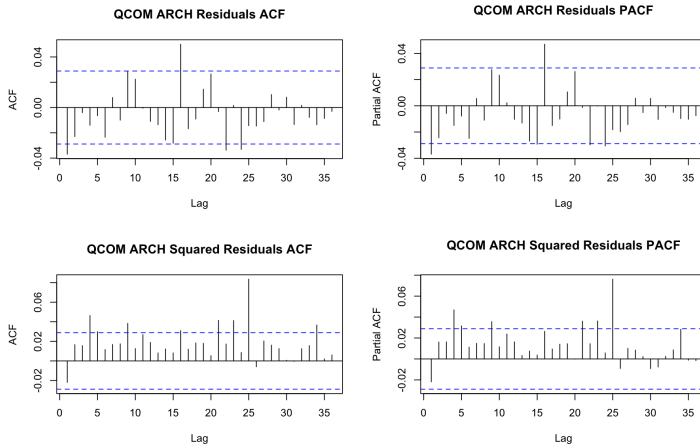 QCOM ARCH Residuals ACF
ACF
0.04
0.00
-0.04
0 5 10 15 20 25 30 35
Lag
QCOM ARCH Residuals PACF
Partial ACF
0.04
0.00
-0.04
0 5 10 15 20 25 30 35
Lag
QCOM ARCH Squared Residuals ACF
ACF
0.06
0.02
-0.02
0 5 10 15 20 25 30 35
Lag
QCOM ARCH Squared Residuals PACF
Partial ACF
0.06
0.02
-0.02
0 5 10 15 20 25 30 35
Lag